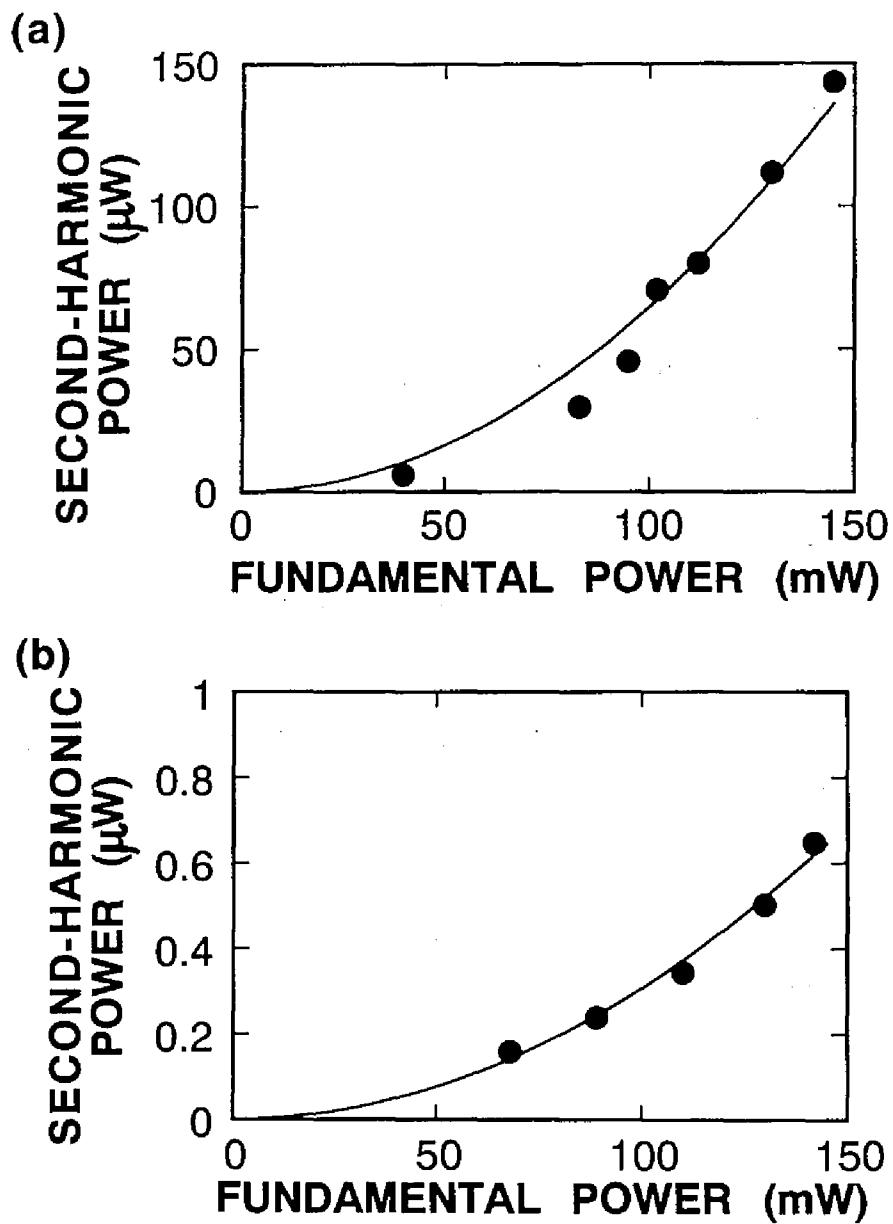 (a)
SECOND-HARMONIC
POWER (μW)
150
100
50
0
0 50 100 150
FUNDAMENTAL POWER (mW)
(b)
SECOND-HARMONIC
POWER (μW)
1
0.8
0.6
0.4
0.2
0
0 50 100 150
FUNDAMENTAL POWER (mW)